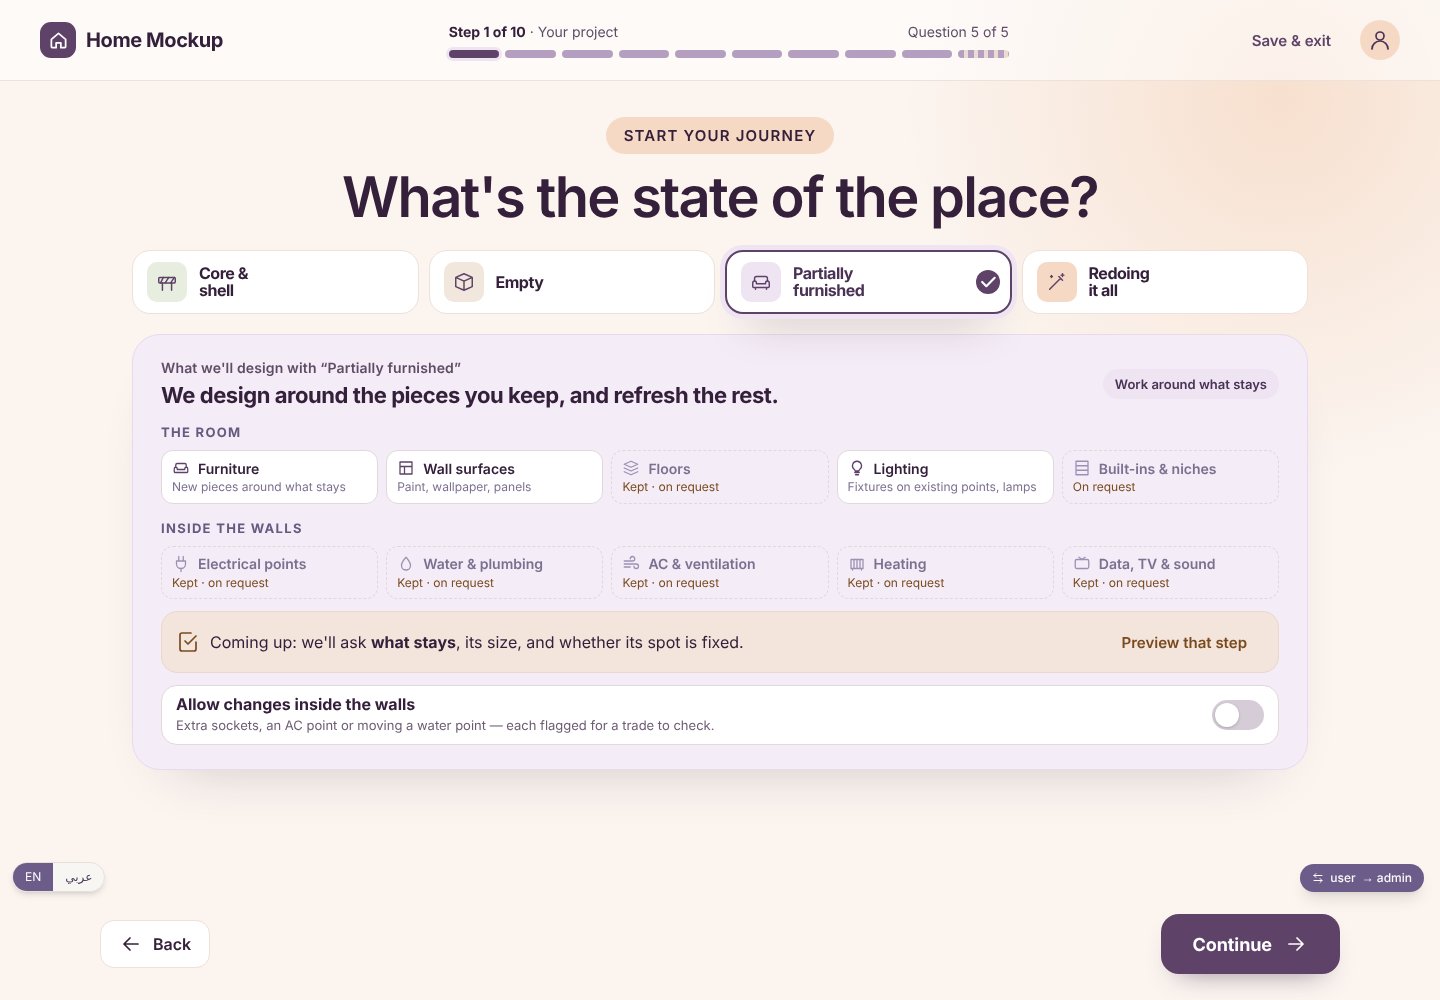 Home Mockup
Step 1 of 10 · Your project
Question 5 of 5
Save & exit
START YOUR JOURNEY
What's the state of the place?
Core &
shell
Empty
Partially
furnished
Redoing
it all
What we'll design with “Partially furnished”
We design around the pieces you keep, and refresh the rest.
Work around what stays
THE ROOM
Furniture
New pieces around what stays
Wall surfaces
Paint, wallpaper, panels
Floors
Kept · on request
Lighting
Fixtures on existing points, lamps
Built-ins & niches
On request
INSIDE THE WALLS
Electrical points
Kept · on request
Water & plumbing
Kept · on request
AC & ventilation
Kept · on request
Heating
Kept · on request
Data, TV & sound
Kept · on request
Coming up: we'll ask what stays, its size, and whether its spot is fixed.
Preview that step
Allow changes inside the walls
Extra sockets, an AC point or moving a water point — each flagged for a trade to check.
EN
عربي
user → admin
Back
Continue